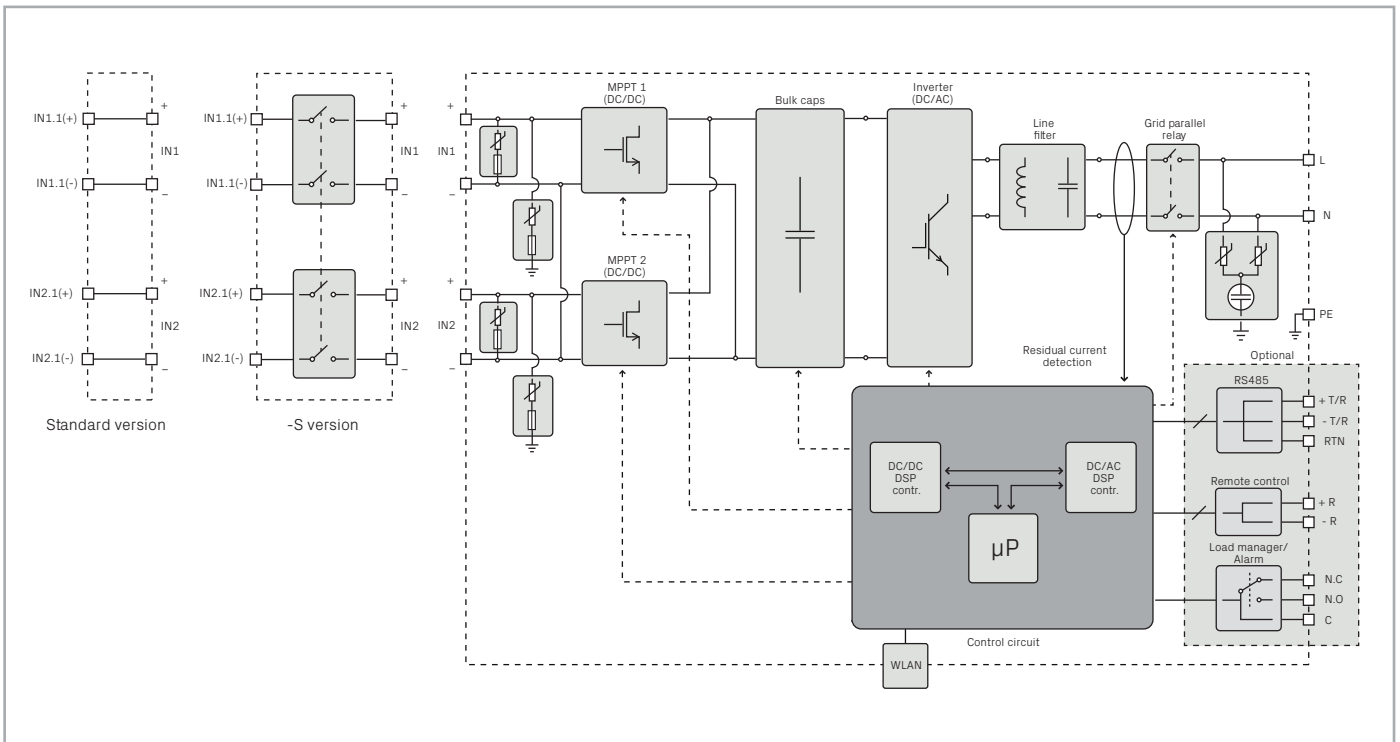 IN1.1(+)
IN1.1(-)
IN2.1(+)
IN2.1(-)
+
IN1
−
+
IN2
−
Standard version
IN1.1(+)
IN1.1(-)
IN2.1(+)
IN2.1(-)
+
IN1
−
+
IN2
−
-S version
+
IN1
−
+
IN2
−
MPPT 1
(DC/DC)
MPPT 2
(DC/DC)
Bulk caps
Inverter
(DC/AC)
Line
filter
Grid parallel
relay
L
N
PE
Residual current
detection
Optional
RS485
+ T/R
- T/R
RTN
Remote control
+ R
- R
Load manager/
Alarm
N.C
N.O
C
DC/DC
DSP
contr.
DC/AC
DSP
contr.
µP
Control circuit
WLAN